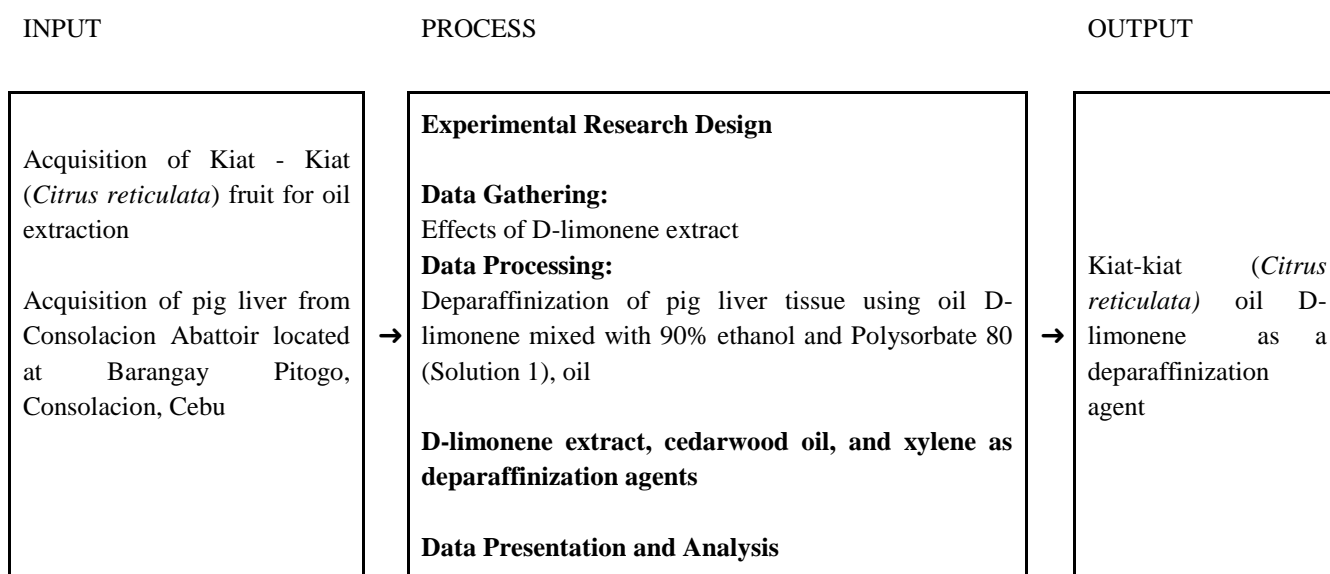 INPUT
PROCESS
OUTPUT
Acquisition of Kiat - Kiat
(Citrus reticulata) fruit for oil
extraction
Acquisition of pig liver from
Consolacion Abattoir located
at Barangay Pitogo,
Consolacion, Cebu
→
Experimental Research Design
Data Gathering:
Effects of D-limonene extract
Data Processing:
Deparaffinization of pig liver tissue using oil D-
limonene mixed with 90% ethanol and Polysorbate 80
(Solution 1), oil
D-limonene extract, cedarwood oil, and xylene as
deparaffinization agents
Data Presentation and Analysis
→
Kiat-kiat (Citrus
reticulata) oil D-
limonene as a
deparaffinization
agent